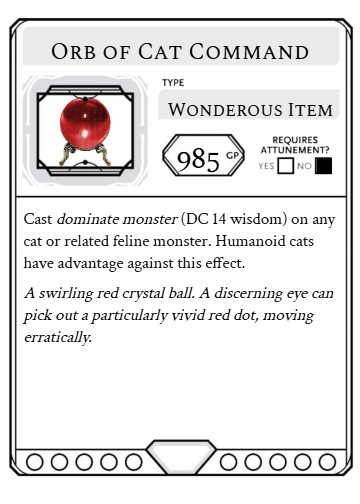 Orb of Cat Command
TYPE
Wonderous Item
985 GP
REQUIRES
ATTUNEMENT?
YES NO
Cast dominate monster (DC 14 wisdom) on any
cat or related feline monster. Humanoid cats
have advantage against this effect.
A swirling red crystal ball. A discerning eye can
pick out a particularly vivid red dot, moving
erratically.